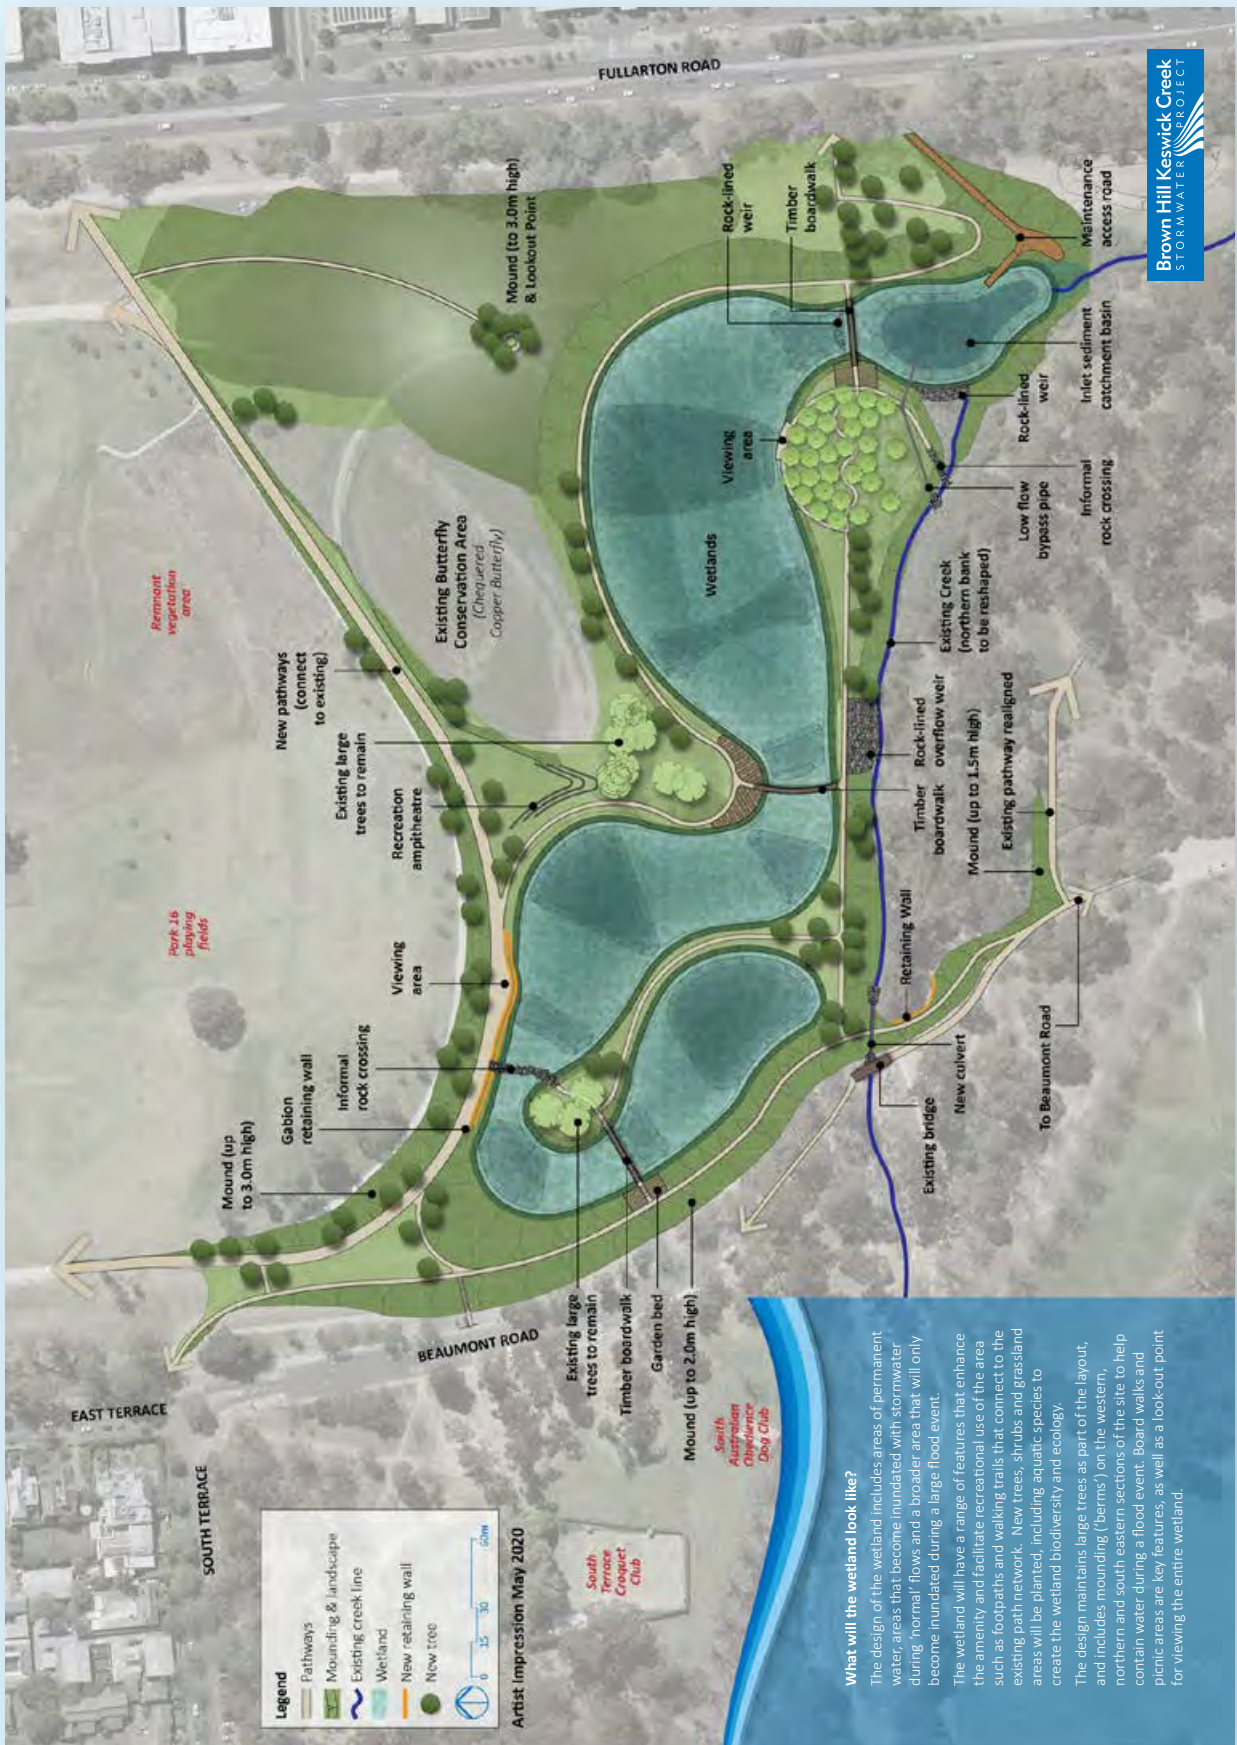 EAST TERRACE
SOUTH TERRACE
BEAUMONT ROAD
FULLARTON ROAD
Park 16
playing
fields
Remnant
vegetation
area
Mound (up
to 3.0m high)
Gabion
retaining wall
Informal
rock crossing
Viewing
area
Recreation
ampitheatre
Existing large
trees to remain
New pathways
(connect
to existing)
Existing Butterfly
Conservation Area
(Chequered
Copper Butterfly)
Mound (to 3.0m high)
& Lookout Point
Wetlands
Viewing
area
Rock-lined
weir
Timber
boardwalk
Existing large
trees to remain
Timber boardwalk
Garden bed
Mound (up to 2.0m high)
Existing bridge
New culvert
Retaining Wall
To Beaumont Road
Timber
boardwalk
Rock-lined
overflow weir
Mound (up to 1.5m high)
Existing pathway realigned
Existing Creek
(northern bank
to be reshaped)
Low flow
bypass pipe
Informal
rock crossing
Rock-lined
weir
Inlet sediment
catchment basin
Maintenance
access road
South
Australian
Obedience
Dog Club
South
Terrace
Croquet
Club
Legend
Pathways
Mounding & landscape
Existing creek line
Wetland
New retaining wall
New tree
0 15 30 60m
Artist Impression May 2020
What will the wetland look like?
The design of the wetland includes areas of permanent
water, areas that become inundated with stormwater
during 'normal' flows and a broader area that will only
become inundated during a large flood event.
The wetland will have a range of features that enhance
the amenity and facilitate recreational use of the area
such as footpaths and walking trails that connect to the
existing path network. New trees, shrubs and grassland
areas will be planted, including aquatic species to
create the wetland biodiversity and ecology.
The design maintains large trees as part of the layout,
and includes mounding ('berms') on the western,
northern and south eastern sections of the site to help
contain water during a flood event. Board walks and
picnic areas are key features, as well as a look-out point
for viewing the entire wetland.
Brown Hill Keswick Creek
STORMWATER PROJECT